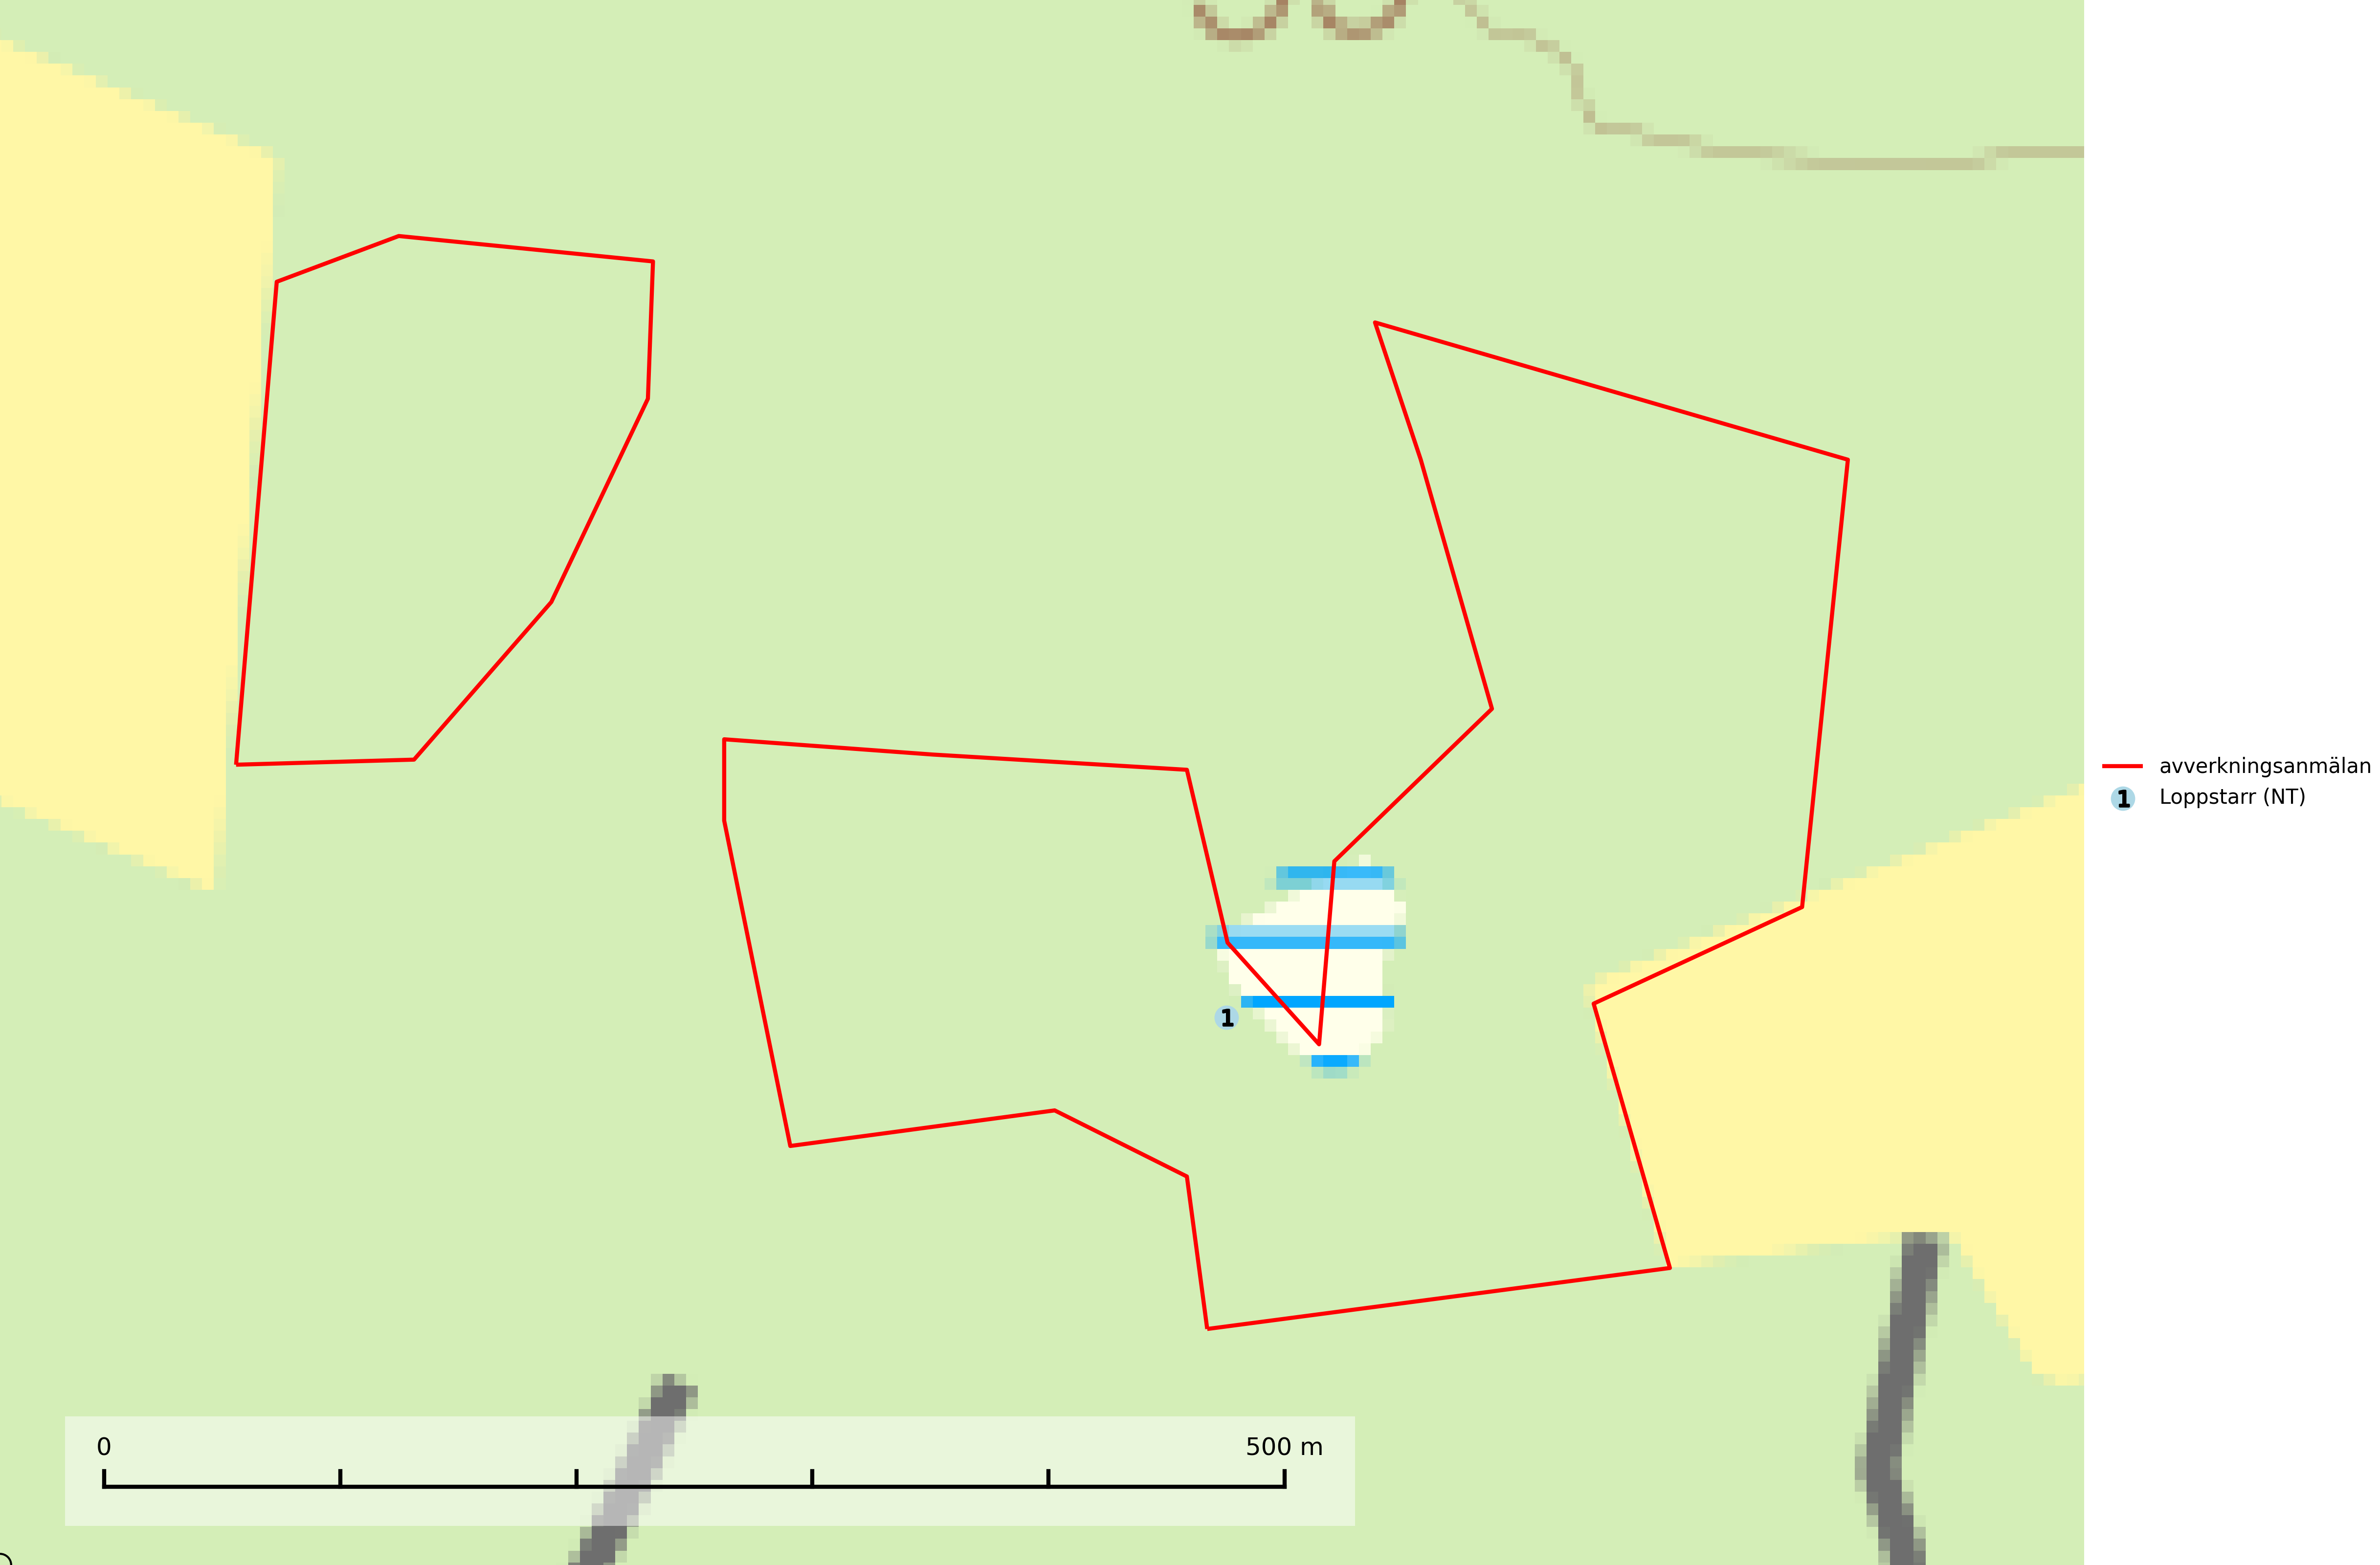 avverkningsanmälan
1 Loppstarr (NT)
1
0 500 m